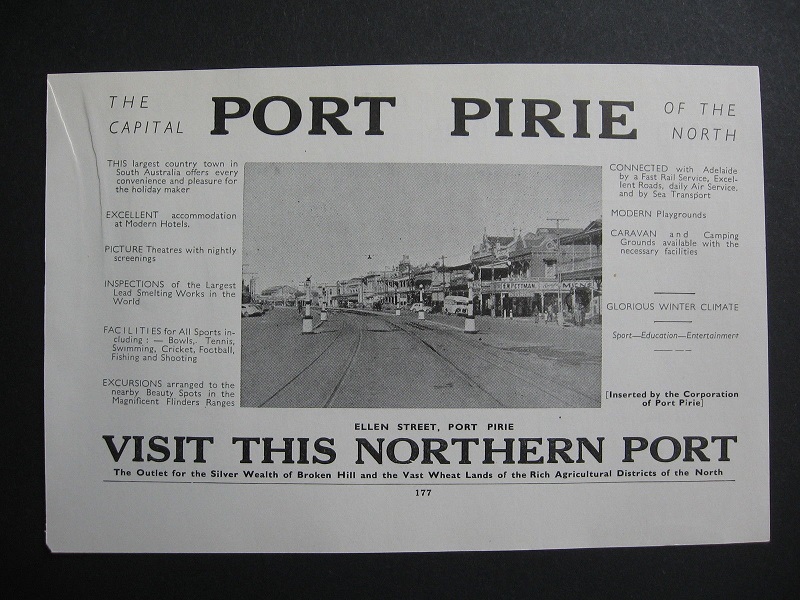 THE
CAPITAL
PORT PIRIE
OF THE
NORTH
THIS largest country town in
South Australia offers every
convenience and pleasure for
the holiday maker
EXCELLENT accommodation
at Modern Hotels.
PICTURE Theatres with nightly
screenings
INSPECTIONS of the Largest
Lead Smelting Works in the
World
FACILITIES for All Sports in-
cluding : — Bowls, Tennis,
Swimming, Cricket, Football,
Fishing and Shooting
EXCURSIONS arranged to the
nearby Beauty Spots in the
Magnificent Flinders Ranges
CONNECTED with Adelaide
by a Fast Rail Service, Excel-
lent Roads, daily Air Service,
and by Sea Transport
MODERN Playgrounds
CARAVAN and Camping
Grounds available with the
necessary facilities
GLORIOUS WINTER CLIMATE
Sport—Education—Entertainment
[Inserted by the Corporation
of Port Pirie]
ELLEN STREET, PORT PIRIE
VISIT THIS NORTHERN PORT
The Outlet for the Silver Wealth of Broken Hill and the Vast Wheat Lands of the Rich Agricultural Districts of the North
177